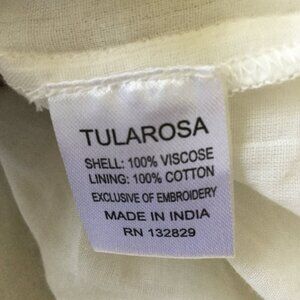 TULAROSA
SHELL: 100% VISCOSE
LINING: 100% COTTON
EXCLUSIVE OF EMBROIDERY
MADE IN INDIA
RN 132829